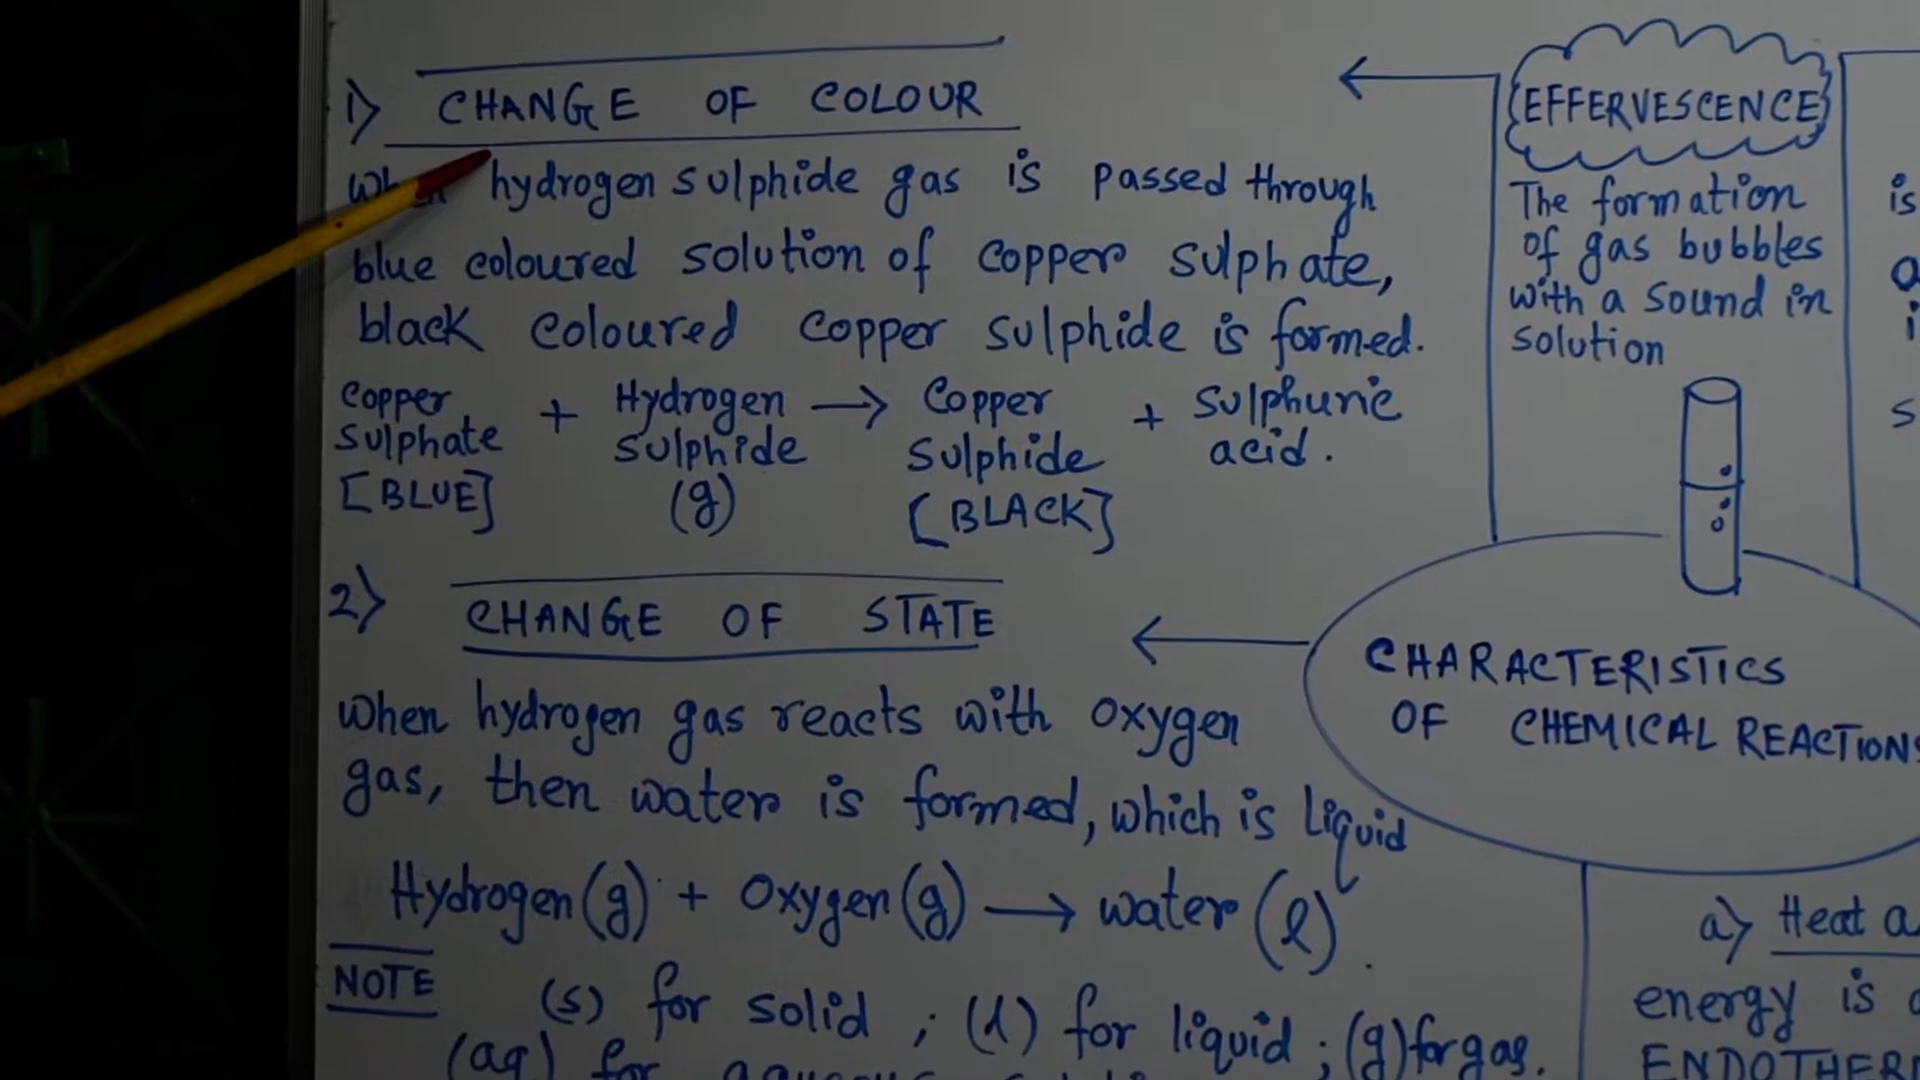 1) CHANGE OF COLOUR
hydrogen sulphide gas is passed through
blue coloured solution of copper sulphate,
black coloured copper sulphide is formed.
Copper sulphate + Hydrogen sulphide → Copper sulphide + Sulphuric acid.
[BLUE] (g) [BLACK]
2) CHANGE OF STATE
When hydrogen gas reacts with oxygen
gas, then water is formed, which is liquid
Hydrogen (g) + Oxygen (g) → water (l).
NOTE
(s) for solid ; (l) for liquid ; (g) for gas.
(aq) for
EFFERVESCENCE
The formation
of gas bubbles
with a sound in
solution
is
CHARACTERISTICS
OF CHEMICAL REACTIONS
a) Heat
energy is